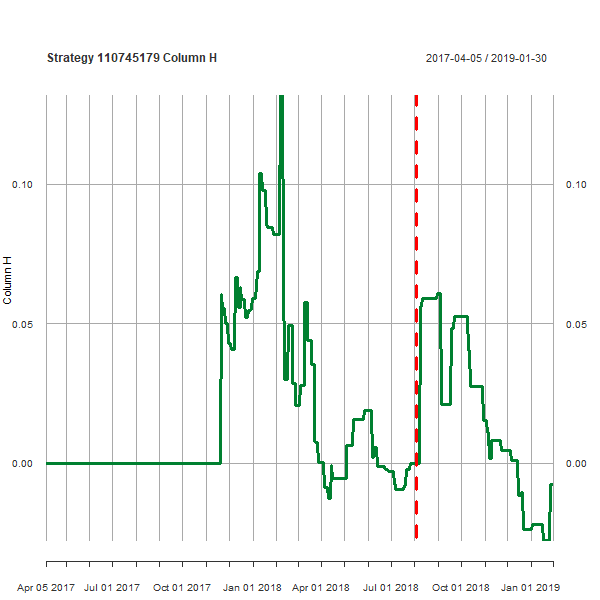 Strategy 110745179 Column H
2017-04-05 / 2019-01-30
0.10
0.10
Column H
0.05
0.05
0.00
0.00
Apr 05 2017
Jul 01 2017
Oct 01 2017
Jan 01 2018
Apr 01 2018
Jul 01 2018
Oct 01 2018
Jan 01 2019